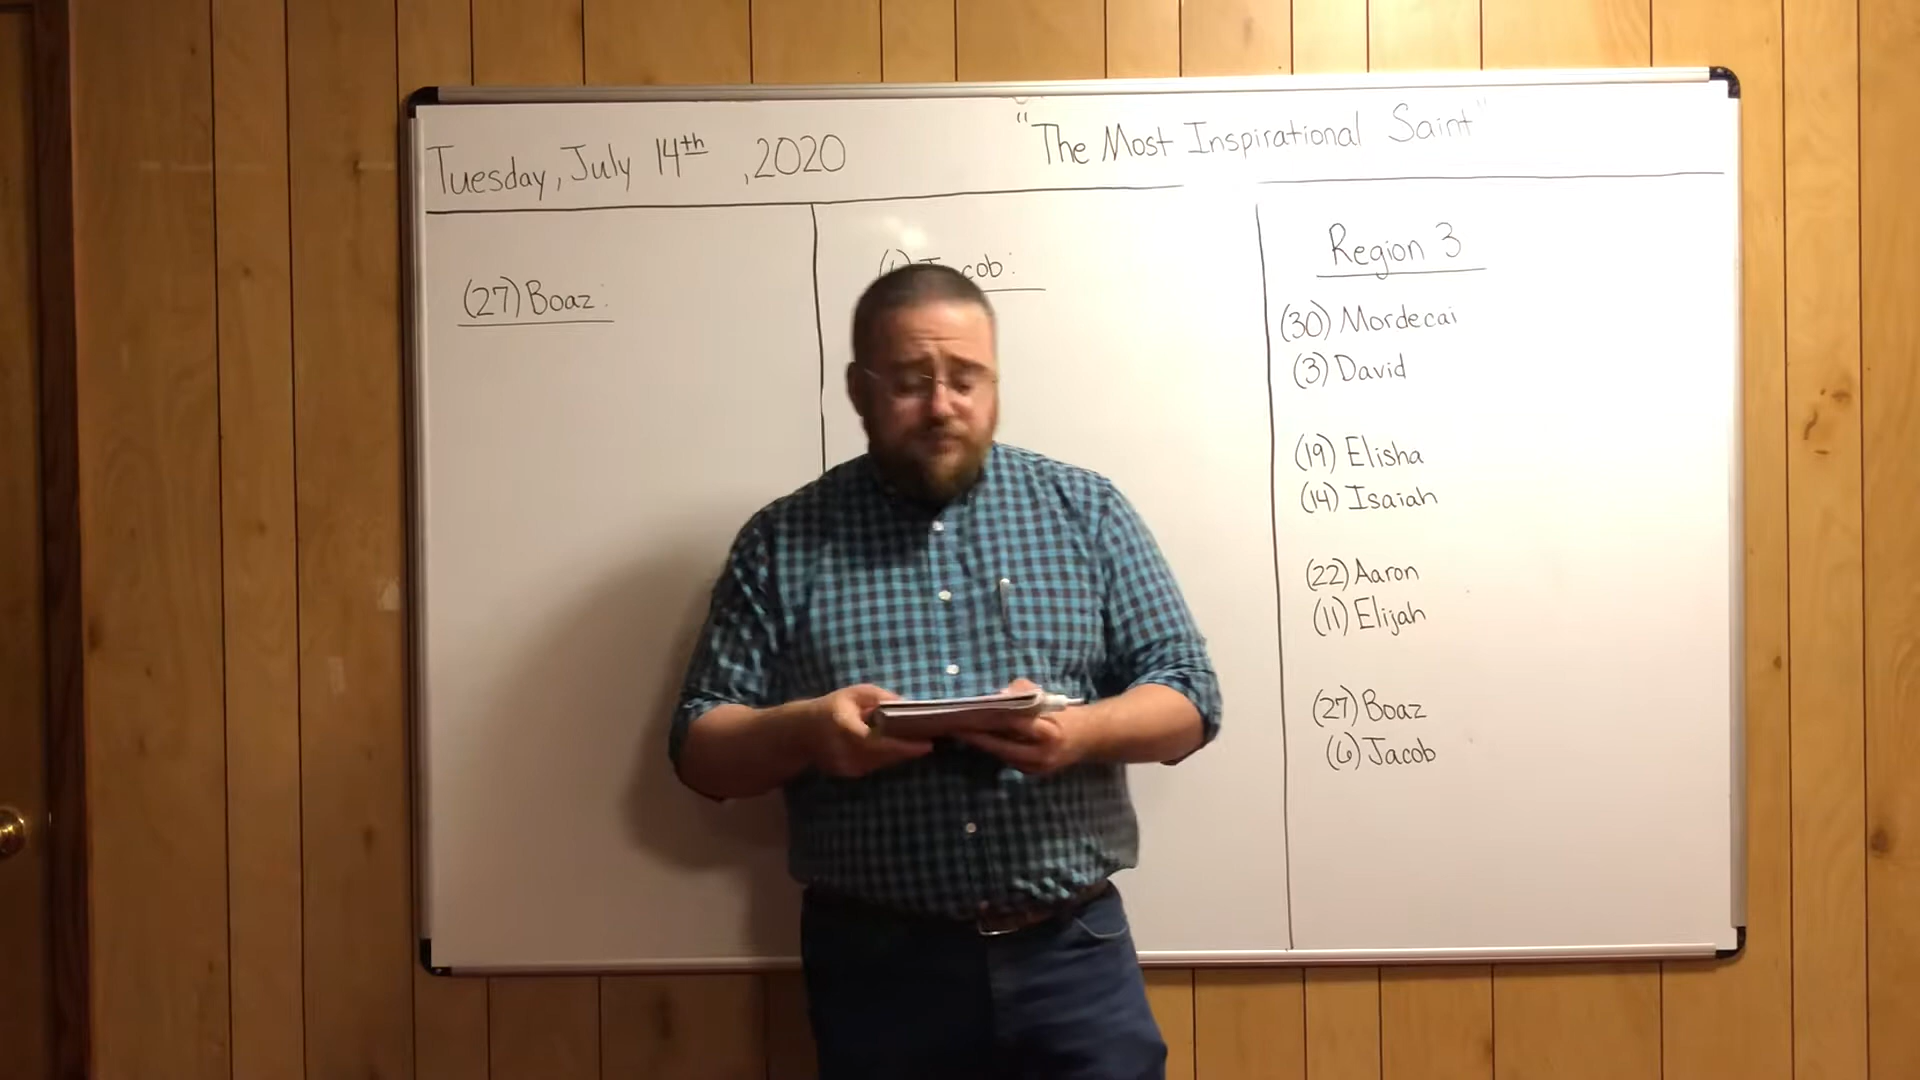 Tuesday, July 14th, 2020
"The Most Inspirational Saint"
(27) Boaz:
cob:
Region 3
(30) Mordecai
(3) David
(19) Elisha
(14) Isaiah
(22) Aaron
(11) Elijah
(27) Boaz
(6) Jacob